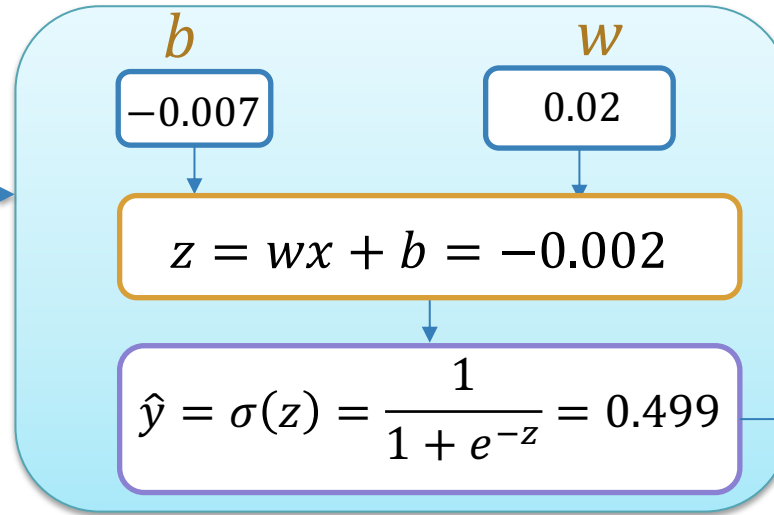 b w
−0.007 0.02
z = wx + b = −0.002
ŷ = σ(z) = 1 / (1 + e^{−z}) = 0.499